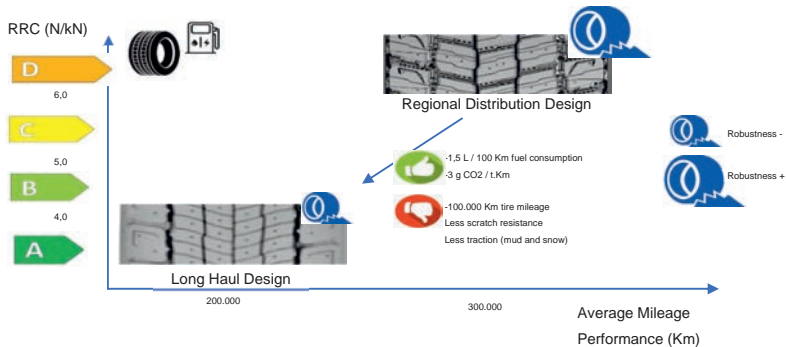 RRC (N/kN)
D
6,0
C
5,0
B
4,0
A
Regional Distribution Design
-1,5 L / 100 Km fuel consumption
-3 g CO2 / t.Km
-100.000 Km tire mileage
Less scratch resistance
Less traction (mud and snow)
Robustness -
Robustness +
Long Haul Design
200.000
300.000
Average Mileage
Performance (Km)